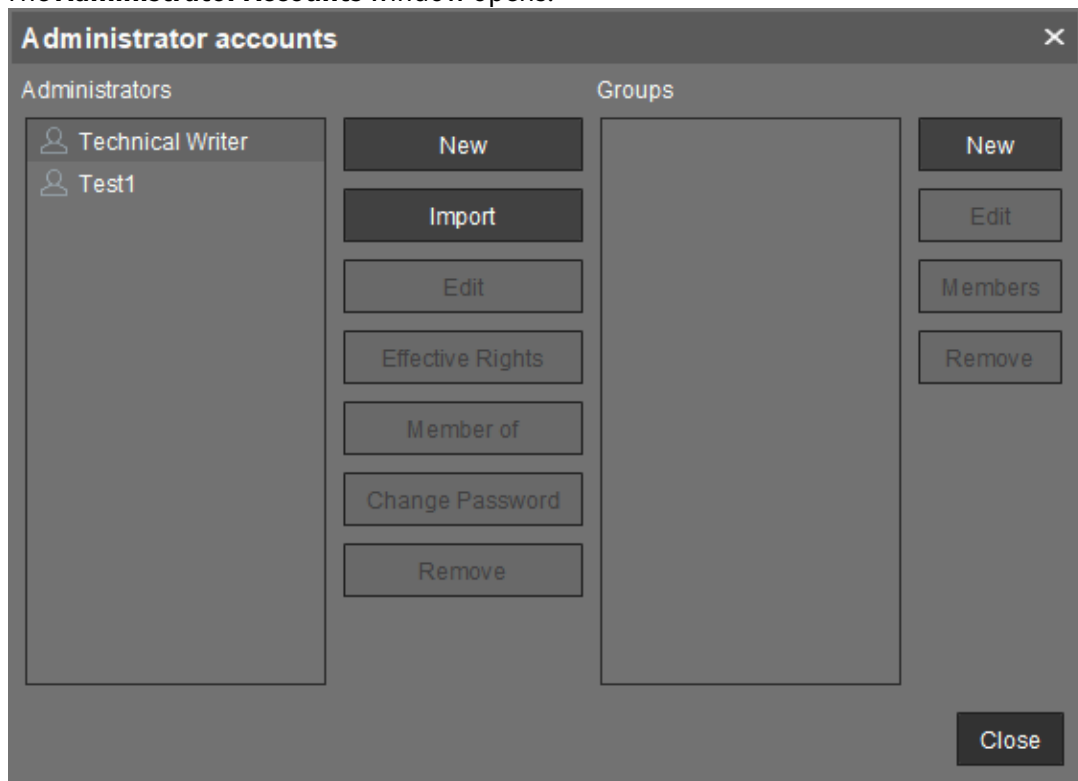 The Administrator Accounts window opens.
Administrator accounts
Administrators
Technical Writer
Test1
New
Import
Edit
Effective Rights
Member of
Change Password
Remove
Groups
New
Edit
Members
Remove
Close